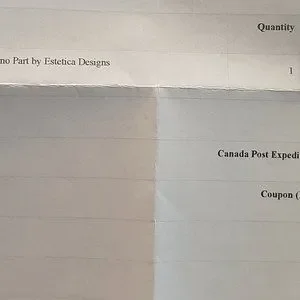 Quantity
no Part by Estetica Designs
1
Canada Post Expedi
Coupon (